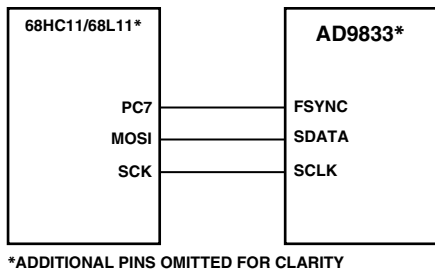 68HC11/68L11*
AD9833*
PC7
FSYNC
MOSI
SDATA
SCK
SCLK
*ADDITIONAL PINS OMITTED FOR CLARITY